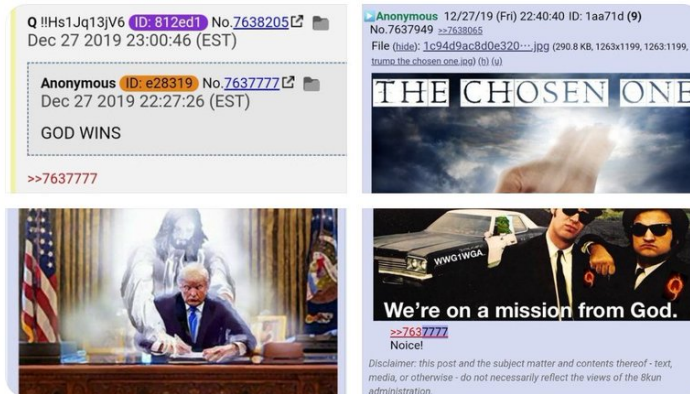 Q !!Hs1Jq13jV6 ID: 812ed1 No.7638205
Dec 27 2019 23:00:46 (EST)
Anonymous ID: e28319 No.7637777
Dec 27 2019 22:27:26 (EST)
GOD WINS
>>7637777
Anonymous 12/27/19 (Fri) 22:40:40 ID: 1aa71d (9)
No.7637949 >>7638065
File (hide): 1c94d9ac8d0e320⋯.jpg (290.8 KB, 1263x1199, 1263:1199,
trump the chosen one.jpg) (h) (u)
THE CHOSEN ONE
WWG1WGA.
We're on a mission from God.
>>7637777
Noice!
Disclaimer: this post and the subject matter and contents thereof - text,
media, or otherwise - do not necessarily reflect the views of the 8kun
administration.